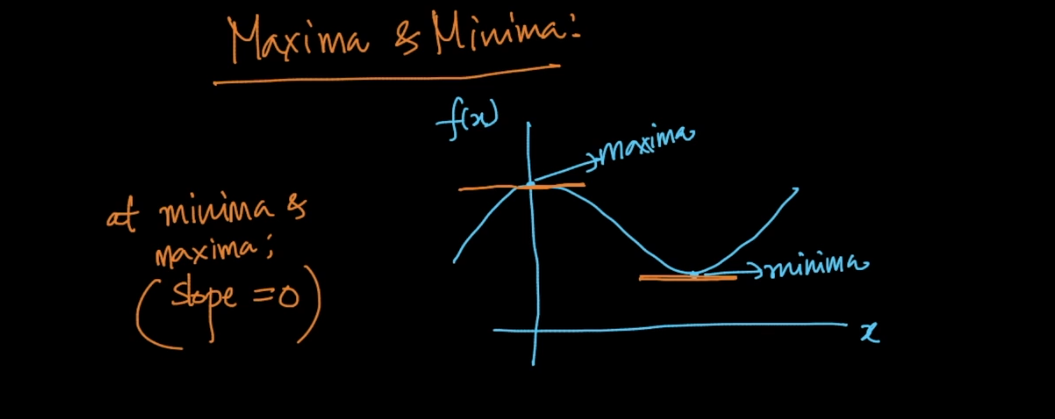 Maxima & Minima:
f(x)
maxima
at minima &
maxima;
(slope = 0)
minima
x